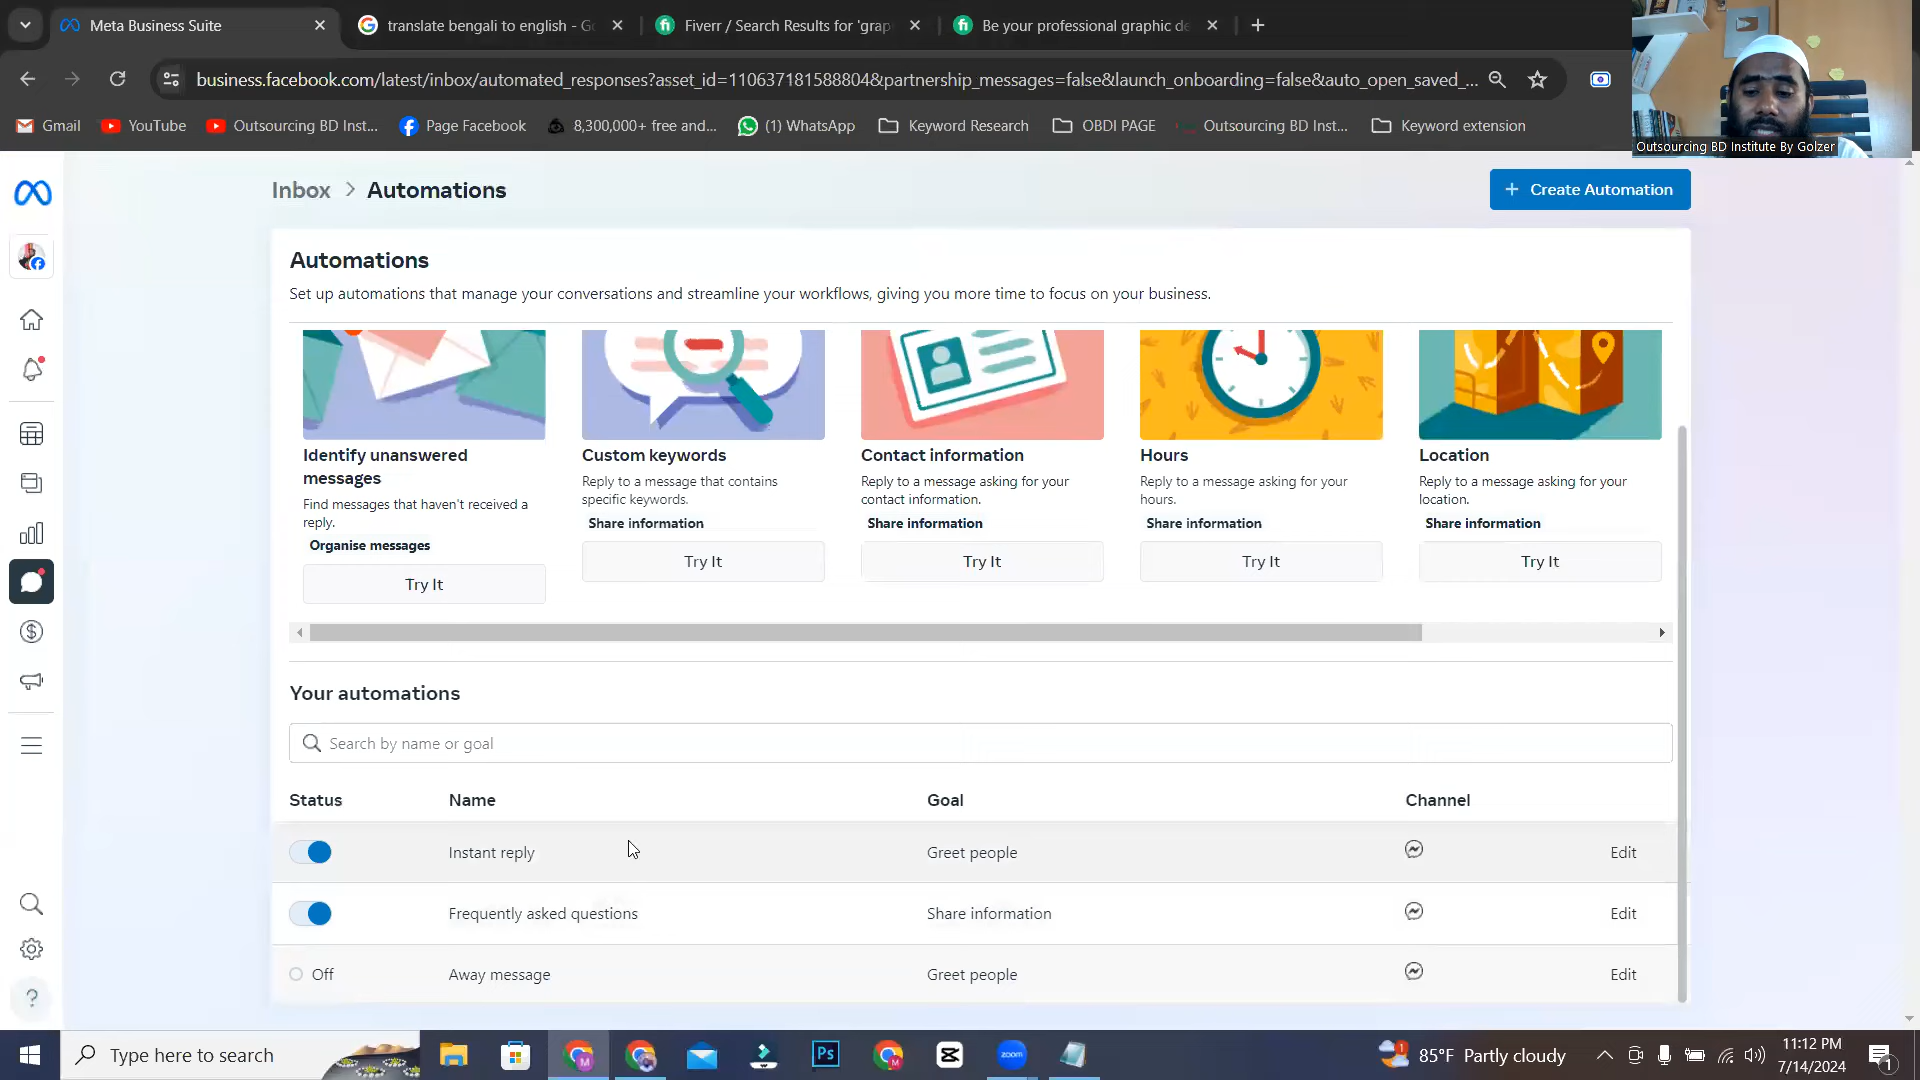 Meta Business Suite
translate bengali to english - Go
Fiverr / Search Results for 'grap
Be your professional graphic de
business.facebook.com/latest/inbox/automated_responses?asset_id=110637181588804&partnership_messages=false&launch_onboarding=false&auto_open_saved_...
Gmail
YouTube
Outsourcing BD Inst...
Page Facebook
8,300,000+ free and...
(1) WhatsApp
Keyword Research
OBDI PAGE
Outsourcing BD Inst...
Keyword extension
Outsourcing BD Institute By Golzer
Inbox > Automations
+ Create Automation
Automations
Set up automations that manage your conversations and streamline your workflows, giving you more time to focus on your business.
Identify unanswered
messages
Find messages that haven't received a
reply.
Organise messages
Try It
Custom keywords
Reply to a message that contains
specific keywords.
Share information
Try It
Contact information
Reply to a message asking for your
contact information.
Share information
Try It
Hours
Reply to a message asking for your
hours.
Share information
Try It
Location
Reply to a message asking for your
location.
Share information
Try It
Your automations
Search by name or goal
Status Name Goal Channel
Instant reply Greet people Edit
Frequently asked questions Share information Edit
Off Away message Greet people Edit
Type here to search
Ps
zoom
1
85°F Partly cloudy
11:12 PM
7/14/2024
1